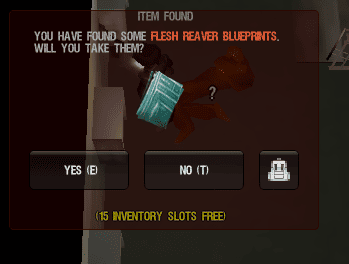 ITEM FOUND
YOU HAVE FOUND SOME FLESH REAVER BLUEPRINTS.
WILL YOU TAKE THEM?
?
YES (E) NO (T)
(15 INVENTORY SLOTS FREE)